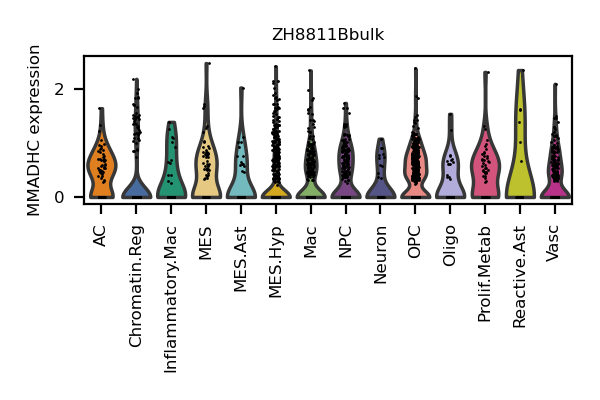 ZH8811Bbulk
MMADHC expression
2
0
AC
Chromatin.Reg
Inflammatory.Mac
MES
MES.Ast
MES.Hyp
Mac
NPC
Neuron
OPC
Oligo
Prolif.Metab
Reactive.Ast
Vasc